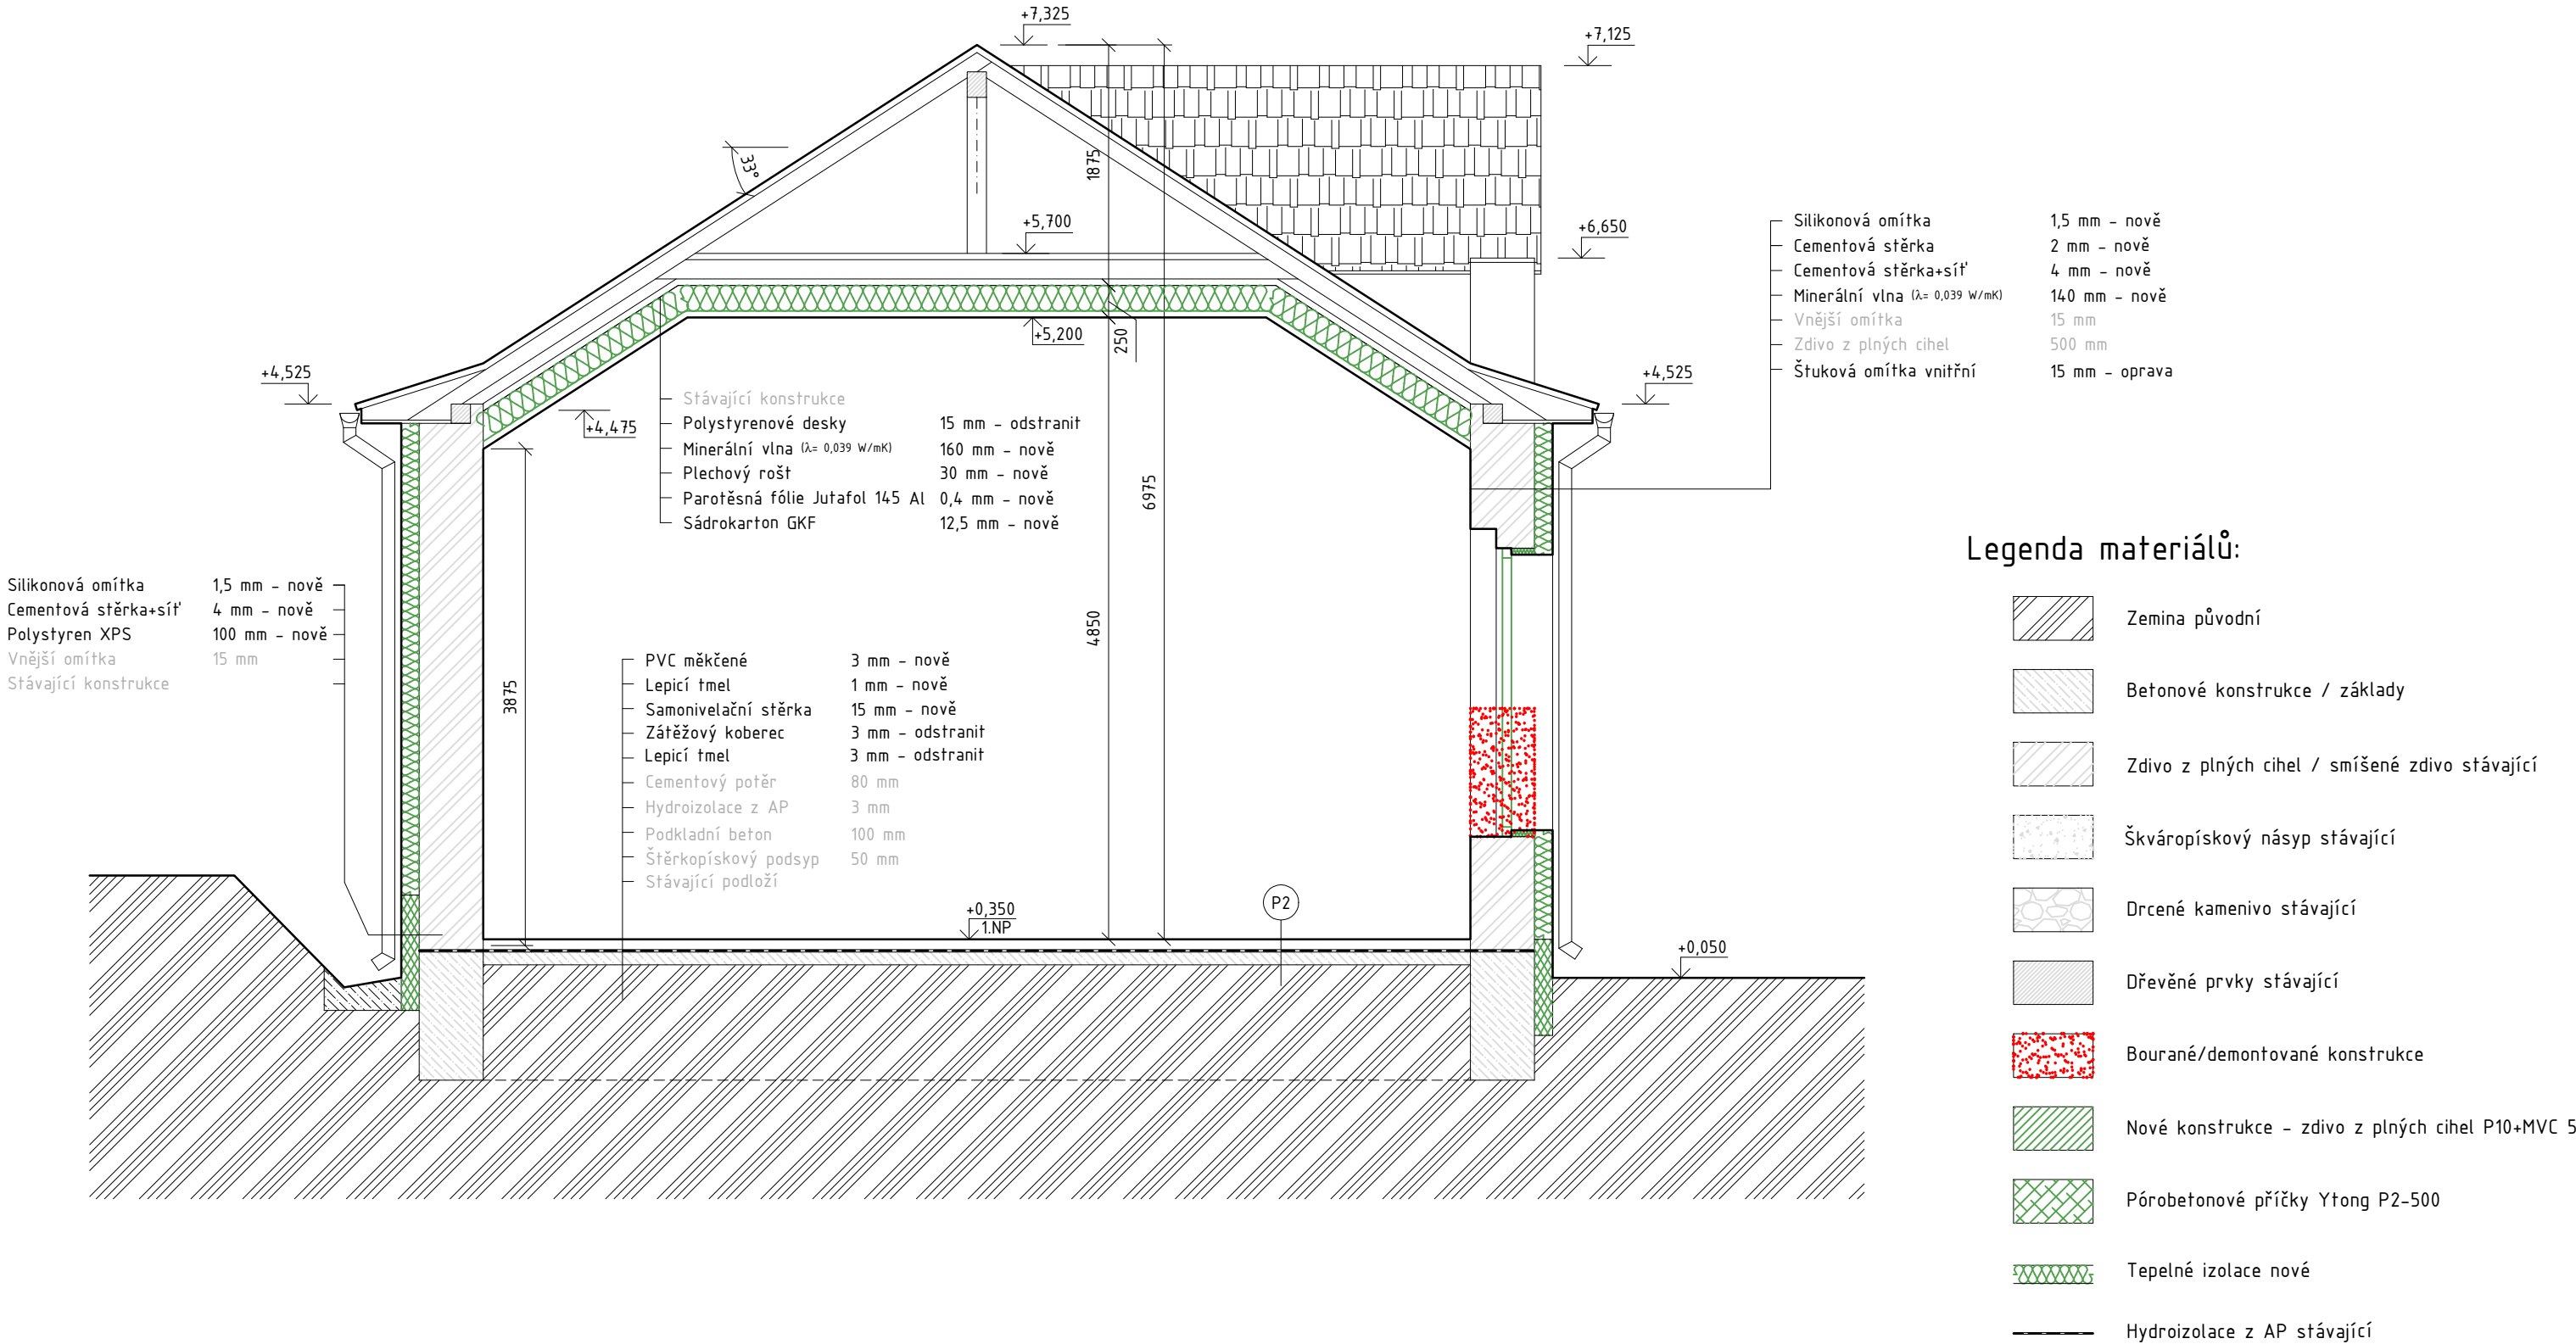 +7,325
+7,125
33°
1875
+5,700
+6,650
+5,200
250
+4,525
+4,475
+4,525
6975
4850
3875
Silikonová omítka 1,5 mm - nově
Cementová stěrka 2 mm - nově
Cementová stěrka+síť 4 mm - nově
Minerální vlna (λ= 0,039 W/mK) 140 mm - nově
Vnější omítka 15 mm
Zdivo z plných cihel 500 mm
Štuková omítka vnitřní 15 mm - oprava
Stávající konstrukce
Polystyrenové desky 15 mm - odstranit
Minerální vlna (λ= 0,039 W/mK) 160 mm - nově
Plechový rošt 30 mm - nově
Parotěsná fólie Jutafol 145 Al 0,4 mm - nově
Sádrokarton GKF 12,5 mm - nově
Silikonová omítka 1,5 mm - nově
Cementová stěrka+síť 4 mm - nově
Polystyren XPS 100 mm - nově
Vnější omítka 15 mm
Stávající konstrukce
PVC měkčené 3 mm - nově
Lepicí tmel 1 mm - nově
Samonivelační stěrka 15 mm - nově
Zátěžový koberec 3 mm - odstranit
Lepicí tmel 3 mm - odstranit
Cementový potěr 80 mm
Hydroizolace z AP 3 mm
Podkladní beton 100 mm
Štěrkopískový podsyp 50 mm
Stávající podloží
+0,350
1.NP
P2
+0,050
Legenda materiálů:
Zemina původní
Betonové konstrukce / základy
Zdivo z plných cihel / smíšené zdivo stávající
Škváropískový násyp stávající
Drcené kamenivo stávající
Dřevěné prvky stávající
Bourané/demontované konstrukce
Nové konstrukce - zdivo z plných cihel P10+MVC 5
Pórobetonové příčky Ytong P2-500
Tepelné izolace nové
Hydroizolace z AP stávající